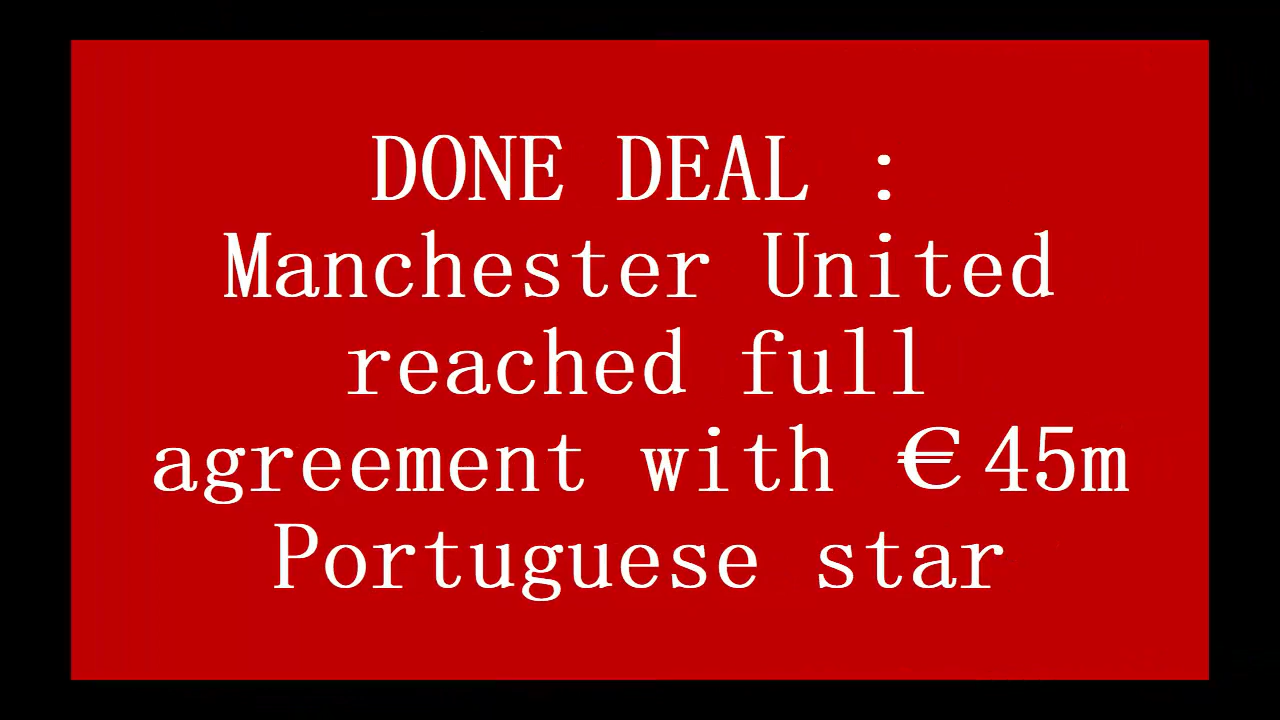 DONE DEAL :
Manchester United
reached full
agreement with €45m
Portuguese star